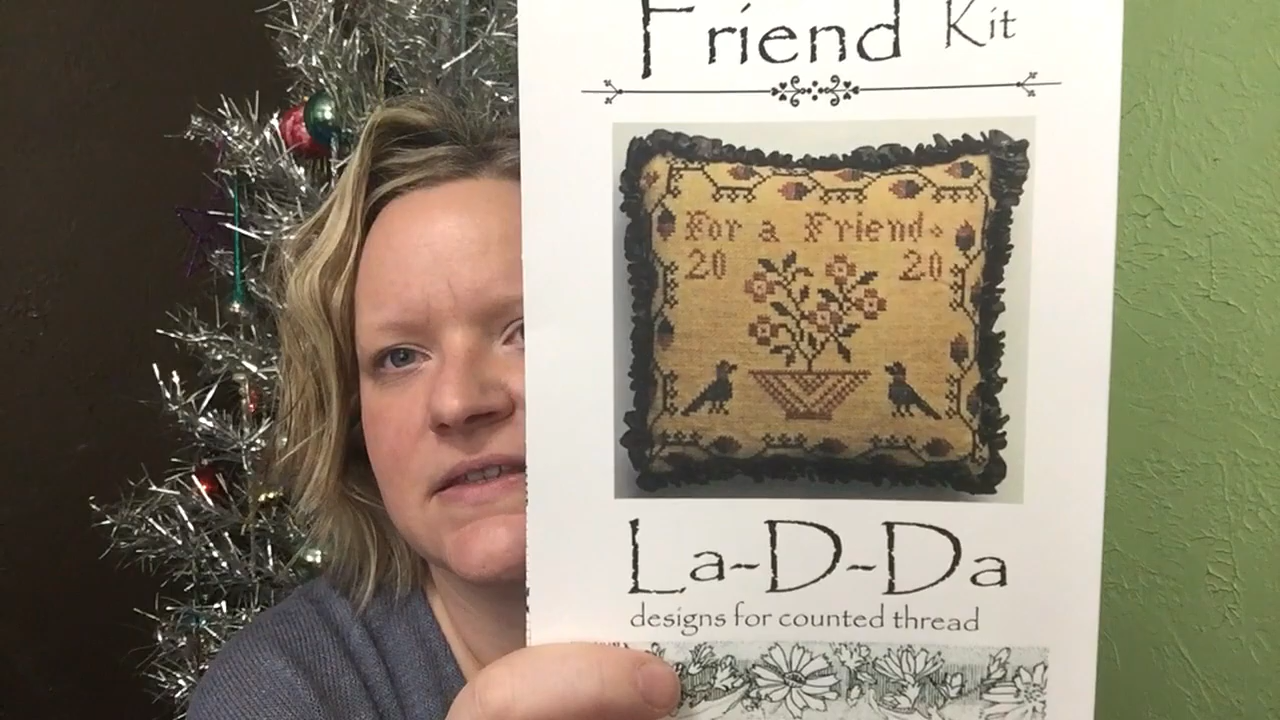 Friend Kit
For a Friend
20 20
La-D-Da
designs for counted thread